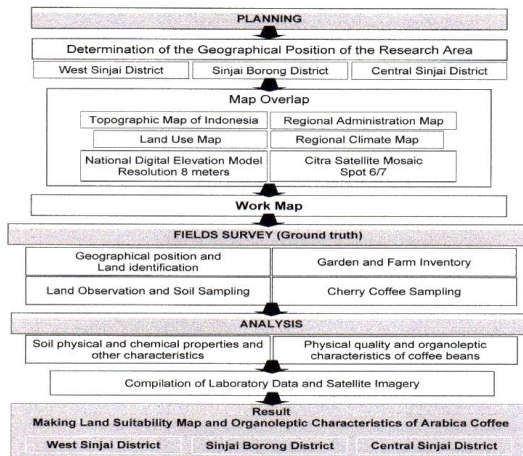 PLANNING
Determination of the Geographical Position of the Research Area
West Sinjai District
Sinjai Borong District
Central Sinjai District
Map Overlap
Topographic Map of Indonesia
Regional Administration Map
Land Use Map
Regional Climate Map
National Digital Elevation Model
Resolution 8 meters
Citra Satellite Mosaic
Spot 6/7
Work Map
FIELDS SURVEY (Ground truth)
Geographical position and
Land identification
Garden and Farm Inventory
Land Observation and Soil Sampling
Cherry Coffee Sampling
ANALYSIS
Soil physical and chemical properties and
other characteristics
Physical quality and organoleptic
characteristics of coffee beans
Compilation of Laboratory Data and Satellite Imagery
Result
Making Land Suitability Map and Organoleptic Characteristics of Arabica Coffee
West Sinjai District
Sinjai Borong District
Central Sinjai District